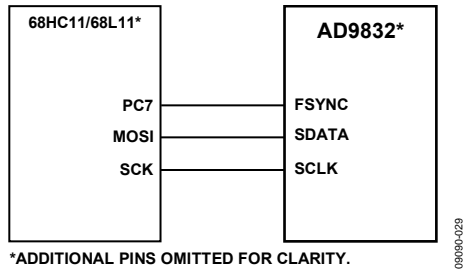 68HC11/68L11*
AD9832*
PC7
FSYNC
MOSI
SDATA
SCK
SCLK
*ADDITIONAL PINS OMITTED FOR CLARITY.
09090-029